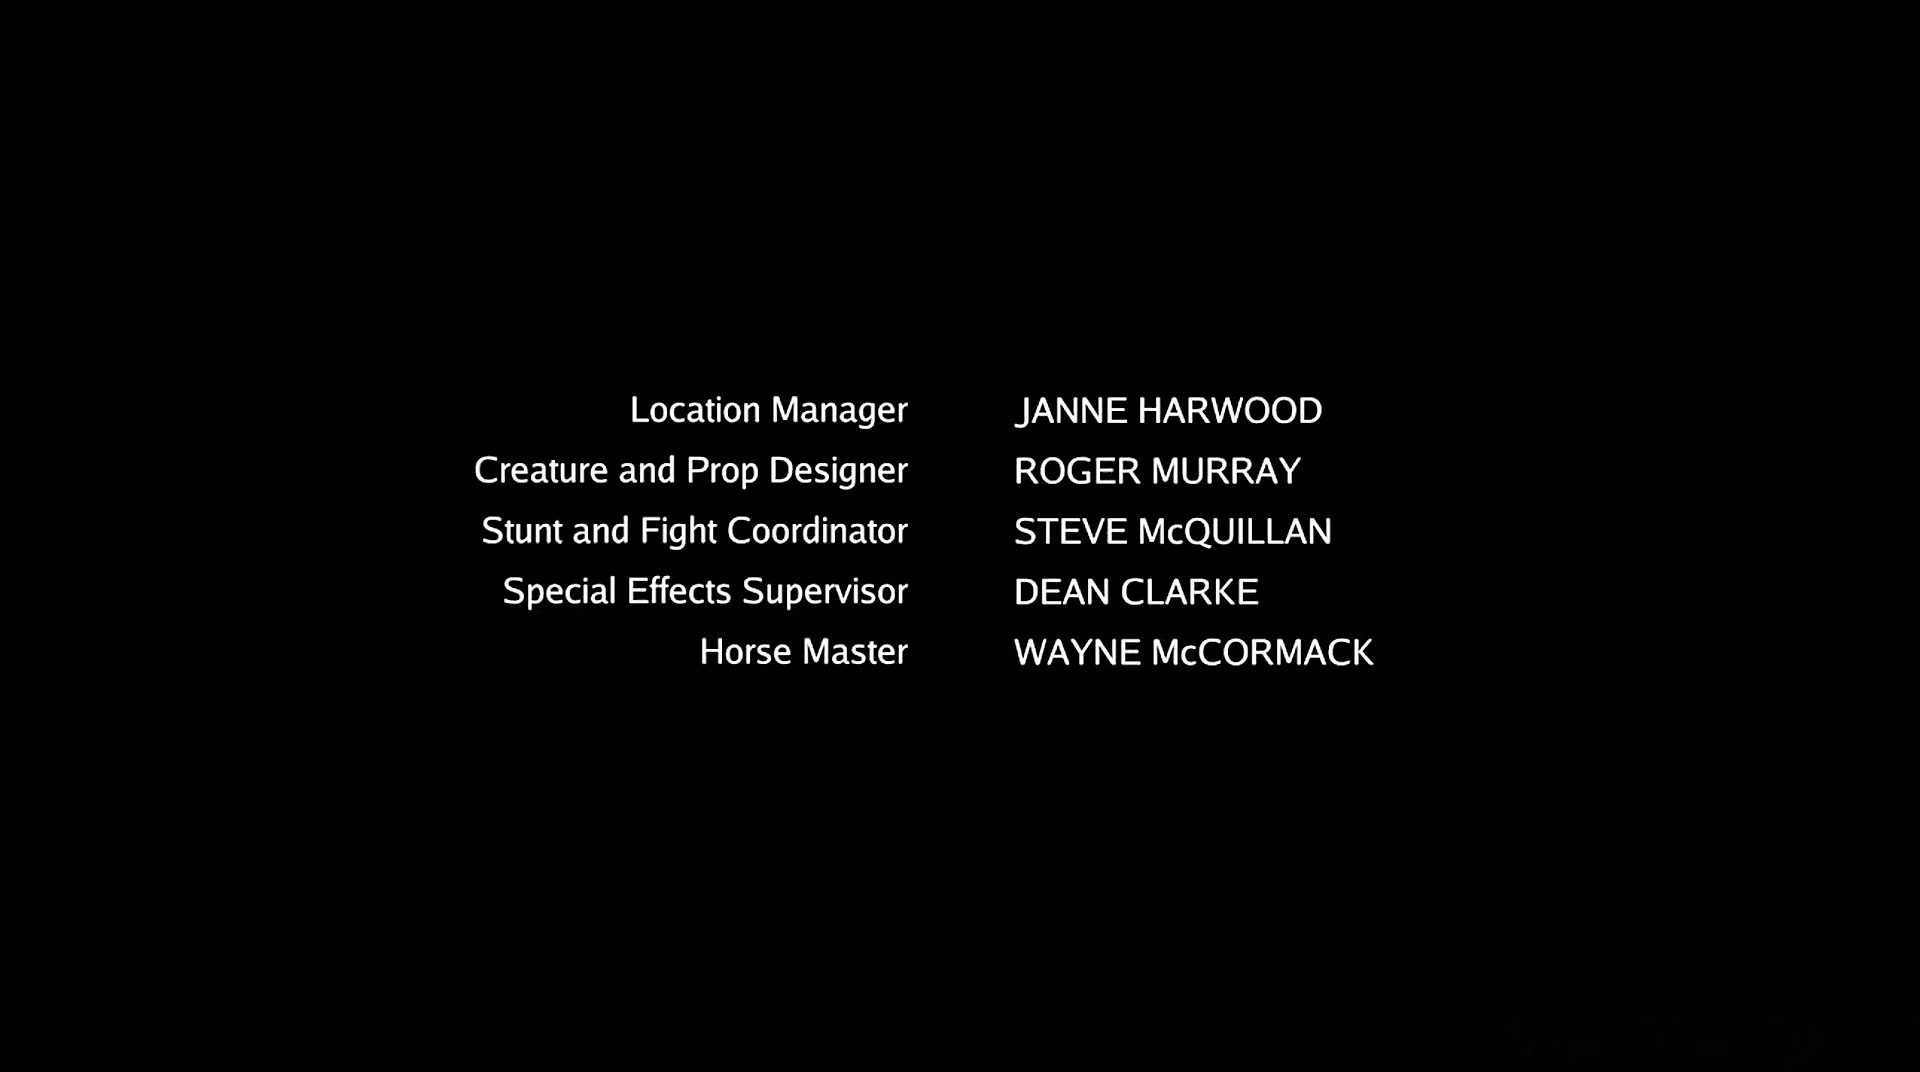 Location Manager JANNE HARWOOD
Creature and Prop Designer ROGER MURRAY
Stunt and Fight Coordinator STEVE McQUILLAN
Special Effects Supervisor DEAN CLARKE
Horse Master WAYNE McCORMACK